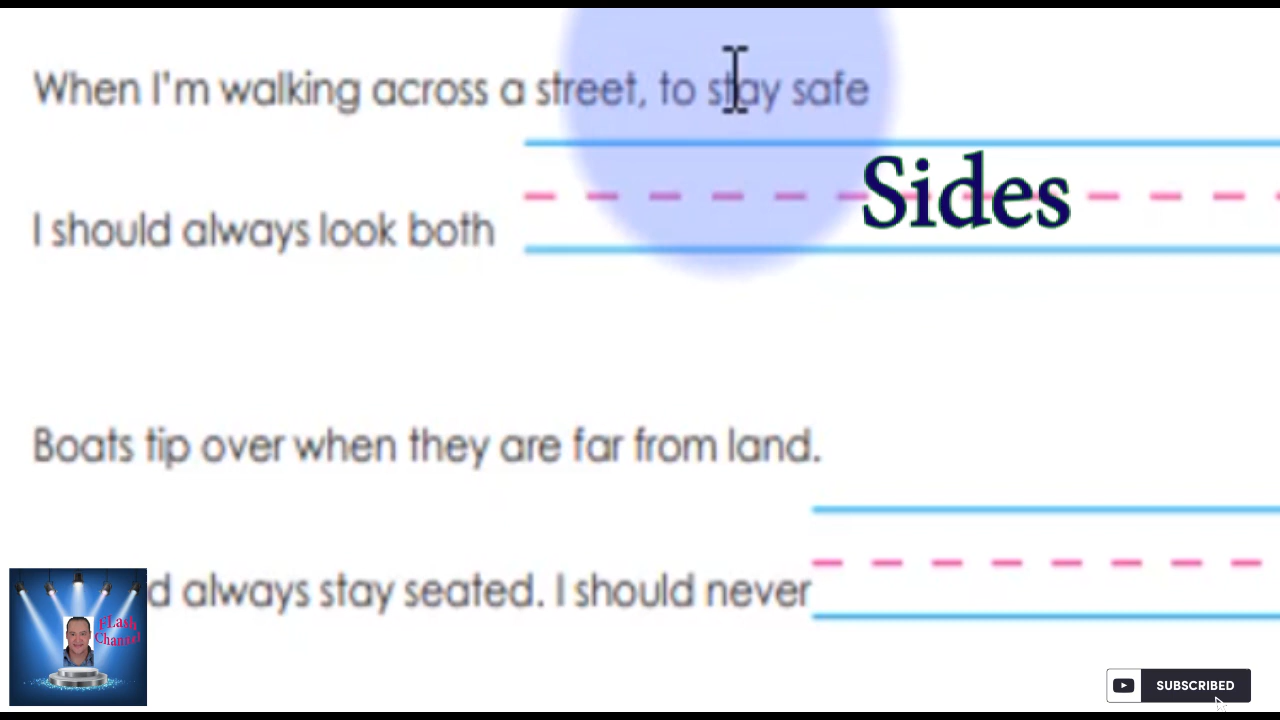 When I'm walking across a street, to stay safe
Sides
I should always look both
Boats tip over when they are far from land.
d always stay seated. I should never
FLash
Channel
SUBSCRIBED